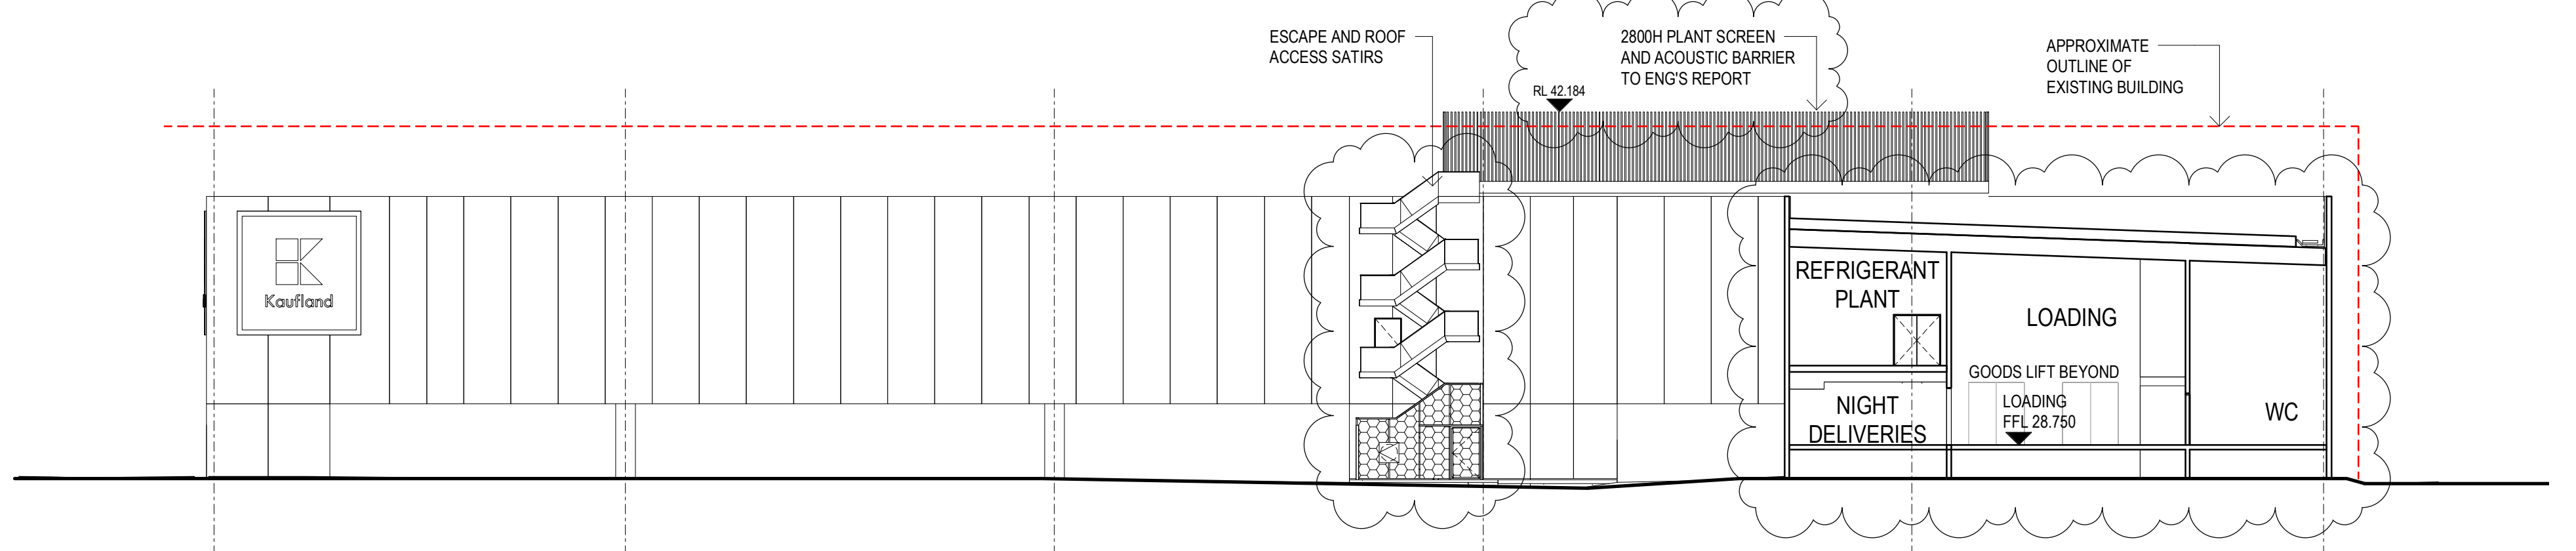 ESCAPE AND ROOF
ACCESS SATIRS
2800H PLANT SCREEN
AND ACOUSTIC BARRIER
TO ENG'S REPORT
RL 42.184
APPROXIMATE
OUTLINE OF
EXISTING BUILDING
Kaufland
REFRIGERANT
PLANT
LOADING
GOODS LIFT BEYOND
LOADING
FFL 28.750
NIGHT
DELIVERIES
WC